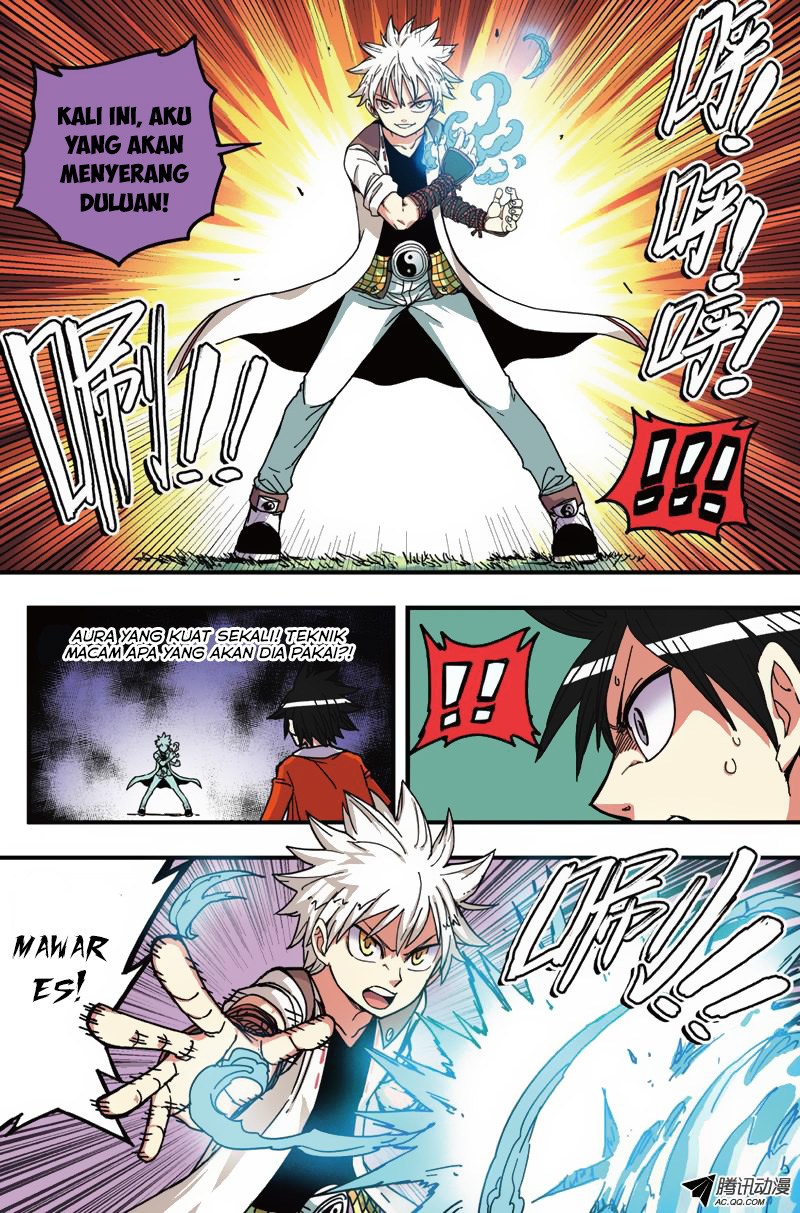 KALI INI, AKU
YANG AKAN
MENYERANG
DULUAN!
呼!
呼!
呼!
唰!!
!!!
AURA YANG KUAT SEKALI! TEKNIK
MACAM APA YANG AKAN DIA PAKAI?!
!!
MAWAR
ES!
唰!!
腾讯动漫
AC.QQ.COM